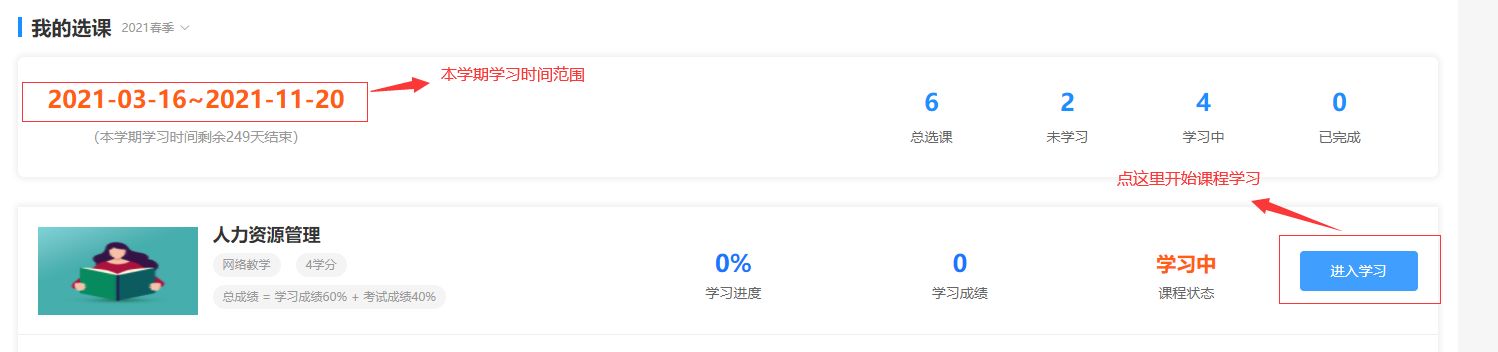 我的选课 2021春季
2021-03-16~2021-11-20
本学期学习时间范围
(本学期学习时间剩余249天结束)
6 2 4 0
总选课 未学习 学习中 已完成
点这里开始课程学习
人力资源管理
网络教学 4学分
总成绩 = 学习成绩60% + 考试成绩40%
0% 0 学习中
学习进度 学习成绩 课程状态
进入学习